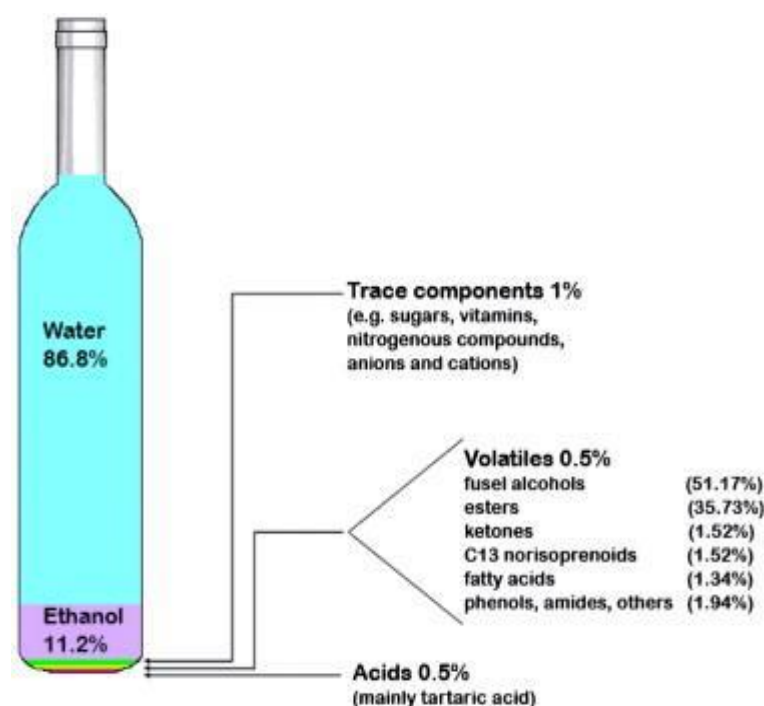 Water
86.8%
Ethanol
11.2%
Trace components 1%
(e.g. sugars, vitamins,
nitrogenous compounds,
anions and cations)
Volatiles 0.5%
fusel alcohols (51.17%)
esters (35.73%)
ketones (1.52%)
C13 norisoprenoids (1.52%)
fatty acids (1.34%)
phenols, amides, others (1.94%)
Acids 0.5%
(mainly tartaric acid)